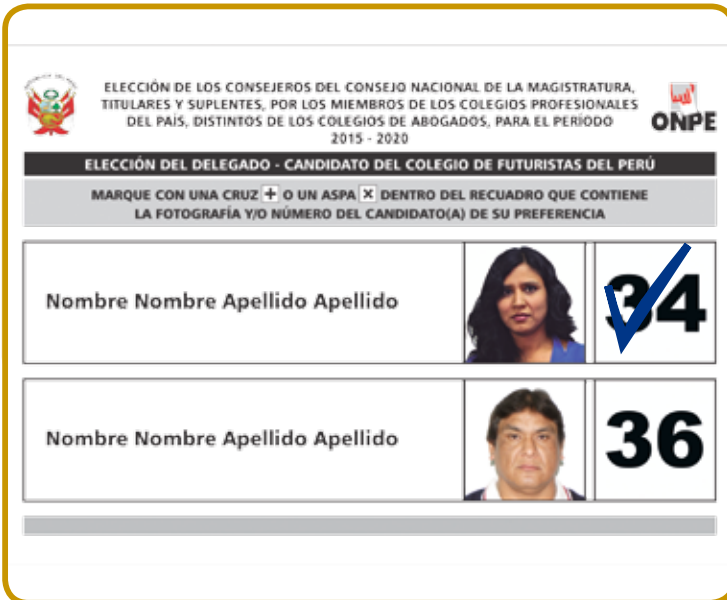 ELECCIÓN DE LOS CONSEJEROS DEL CONSEJO NACIONAL DE LA MAGISTRATURA,
TITULARES Y SUPLENTES, POR LOS MIEMBROS DE LOS COLEGIOS PROFESIONALES
DEL PAÍS, DISTINTOS DE LOS COLEGIOS DE ABOGADOS, PARA EL PERÍODO
2015 - 2020
ONPE
ELECCIÓN DEL DELEGADO - CANDIDATO DEL COLEGIO DE FUTURISTAS DEL PERÚ
MARQUE CON UNA CRUZ + O UN ASPA X DENTRO DEL RECUADRO QUE CONTIENE
LA FOTOGRAFÍA Y/O NÚMERO DEL CANDIDATO(A) DE SU PREFERENCIA
Nombre Nombre Apellido Apellido
34
Nombre Nombre Apellido Apellido
36